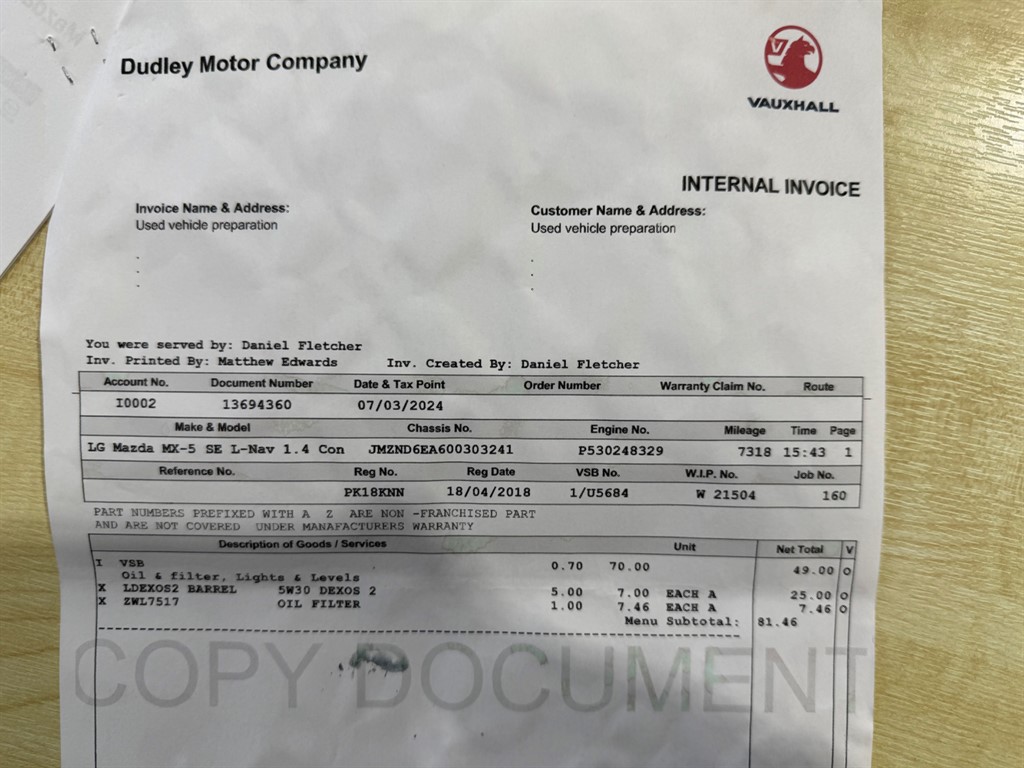 Dudley Motor Company
VAUXHALL
INTERNAL INVOICE
Invoice Name & Address:
Used vehicle preparation
Customer Name & Address:
Used vehicle preparation
You were served by: Daniel Fletcher
Inv. Printed By: Matthew Edwards Inv. Created By: Daniel Fletcher
Account No. Document Number Date & Tax Point Order Number Warranty Claim No. Route
I0002 13694360 07/03/2024
Make & Model Chassis No. Engine No. Mileage Time Page
LG Mazda MX-5 SE L-Nav 1.4 Con JMZND6EA600303241 P530248329 7318 15:43 1
Reference No. Reg No. Reg Date VSB No. W.I.P. No. Job No.
PK18KNN 18/04/2018 1/U5684 W 21504 160
PART NUMBERS PREFIXED WITH A Z ARE NON -FRANCHISED PART
AND ARE NOT COVERED UNDER MANAFACTURERS WARRANTY
Description of Goods / Services Unit Net Total V
I VSB 0.70 70.00 49.00 O
Oil & filter, Lights & Levels
X LDEXOS2 BARREL 5W30 DEXOS 2 5.00 7.00 EACH A 25.00 O
X ZWL7517 OIL FILTER 1.00 7.46 EACH A 7.46 O
Menu Subtotal: 81.46
COPY DOCUMENT